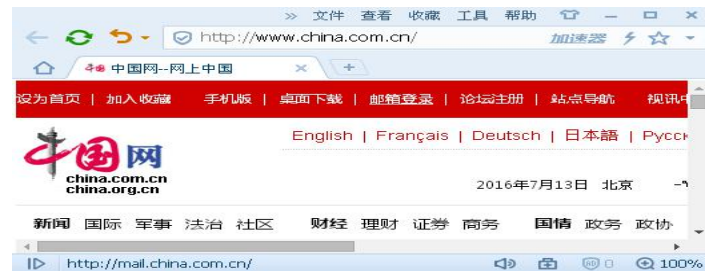 » 文件 查看 收藏 工具 帮助
http://www.china.com.cn/ 加速器
中国网--网上中国
设为首页 | 加入收藏 手机版 | 桌面下载 | 邮箱登录 | 论坛注册 | 站点导航 视讯中
English | Français | Deutsch | 日本語 | Русск
中国网
china.com.cn
china.org.cn
2016年7月13日 北京
新闻 国际 军事 法治 社区 财经 理财 证券 商务 国情 政务 政协
http://mail.china.com.cn/ 0 100%